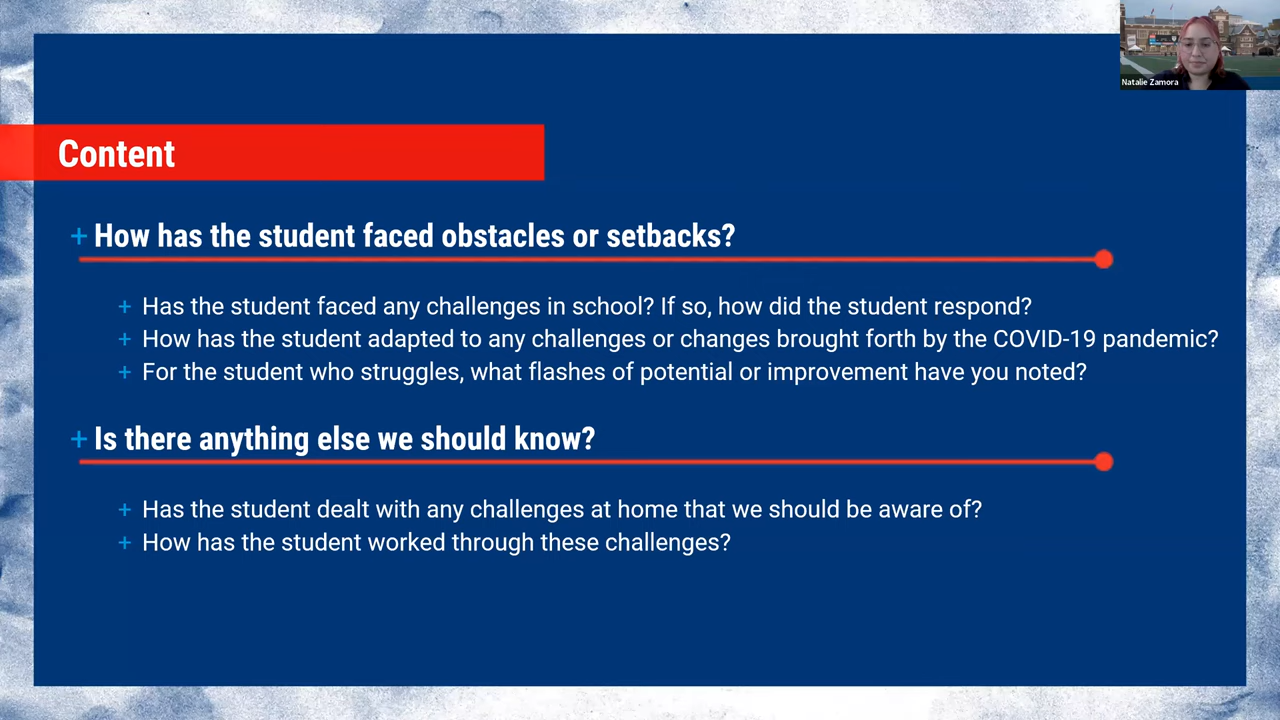 Natalie Zamora
Content
+ How has the student faced obstacles or setbacks?
+ Has the student faced any challenges in school? If so, how did the student respond?
+ How has the student adapted to any challenges or changes brought forth by the COVID-19 pandemic?
+ For the student who struggles, what flashes of potential or improvement have you noted?
+ Is there anything else we should know?
+ Has the student dealt with any challenges at home that we should be aware of?
+ How has the student worked through these challenges?